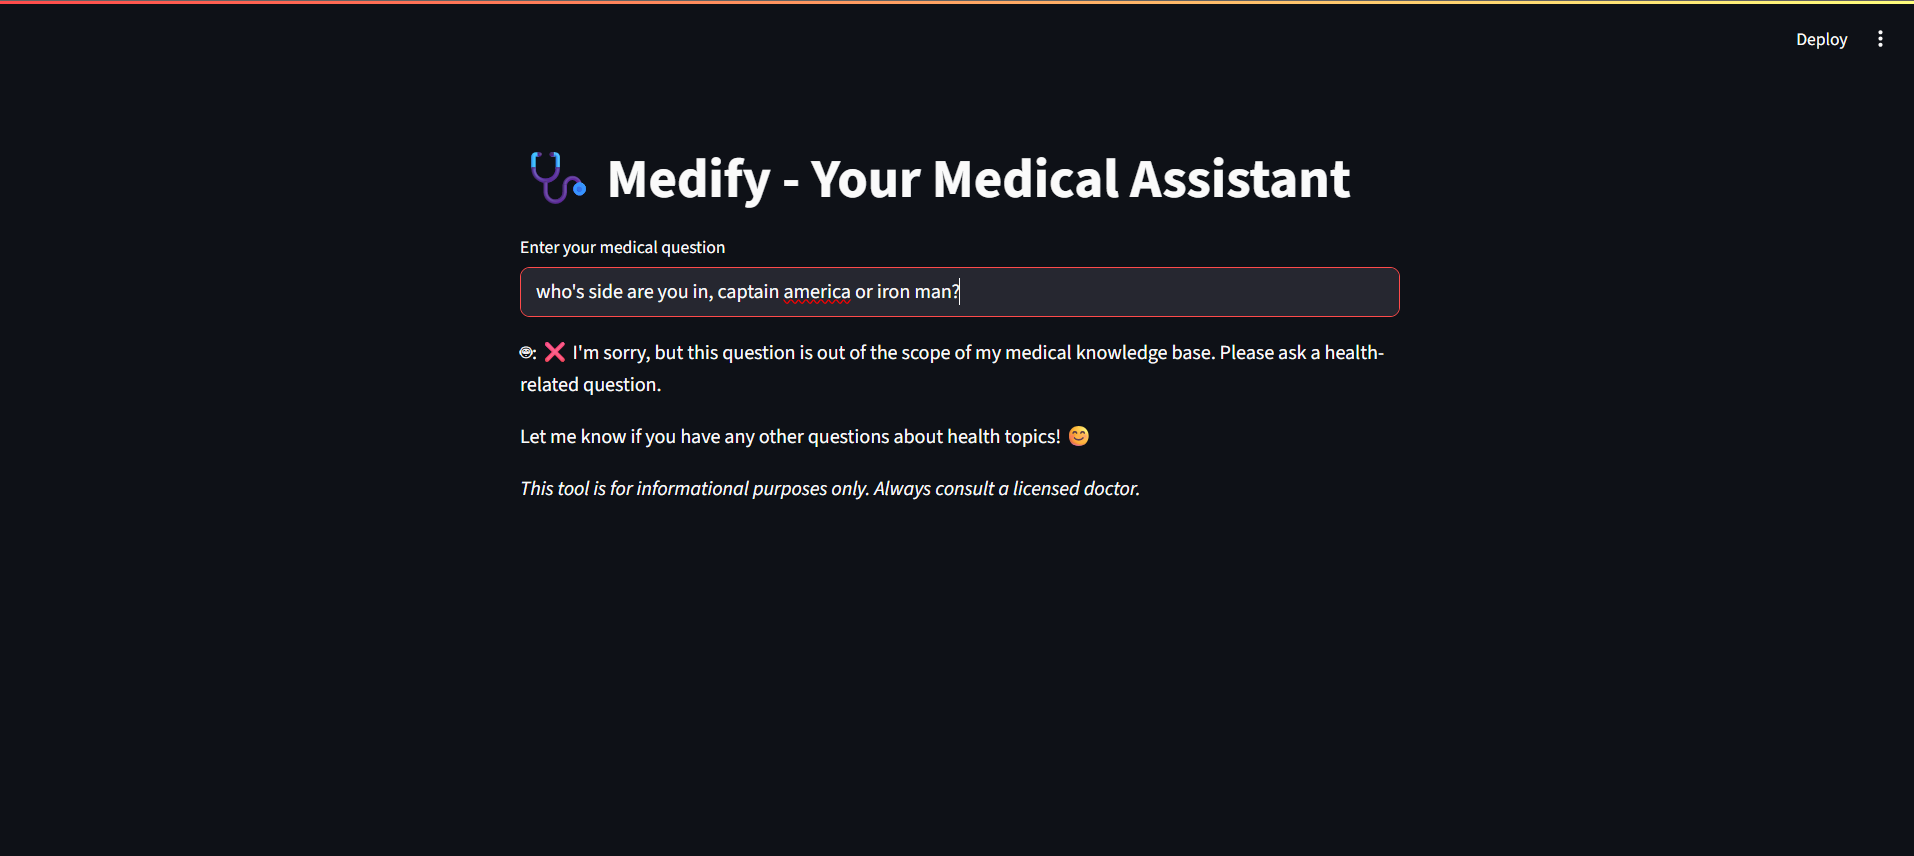 Deploy
Medify - Your Medical Assistant
Enter your medical question
who's side are you in, captain america or iron man?
: ❌ I'm sorry, but this question is out of the scope of my medical knowledge base. Please ask a health-
related question.
Let me know if you have any other questions about health topics! 😊
This tool is for informational purposes only. Always consult a licensed doctor.